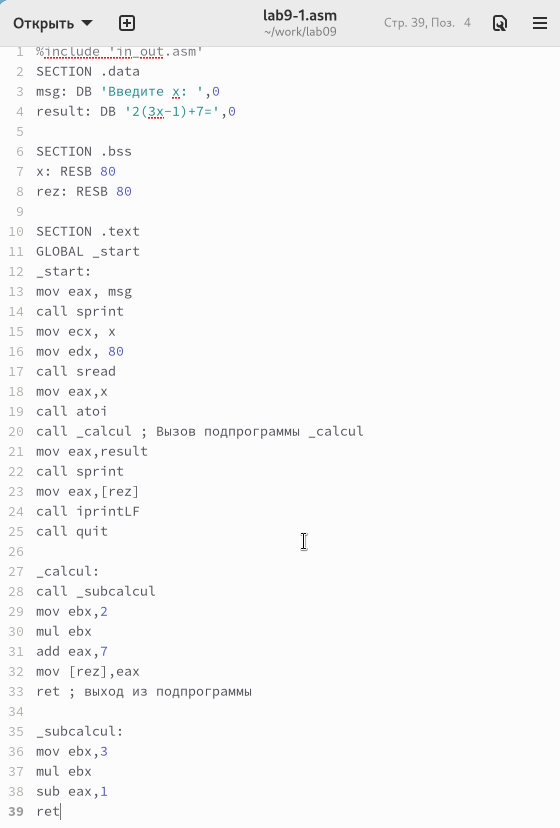 Открыть
lab9-1.asm
~/work/lab09
Стр. 39, Поз. 4
1 %include 'in_out.asm'
2 SECTION .data
3 msg: DB 'Введите x: ',0
4 result: DB '2(3x-1)+7=',0
5
6 SECTION .bss
7 x: RESB 80
8 rez: RESB 80
9
10 SECTION .text
11 GLOBAL _start
12 _start:
13 mov eax, msg
14 call sprint
15 mov ecx, x
16 mov edx, 80
17 call sread
18 mov eax,x
19 call atoi
20 call _calcul ; Вызов подпрограммы _calcul
21 mov eax,result
22 call sprint
23 mov eax,[rez]
24 call iprintLF
25 call quit
26
27 _calcul:
28 call _subcalcul
29 mov ebx,2
30 mul ebx
31 add eax,7
32 mov [rez],eax
33 ret ; выход из подпрограммы
34
35 _subcalcul:
36 mov ebx,3
37 mul ebx
38 sub eax,1
39 ret